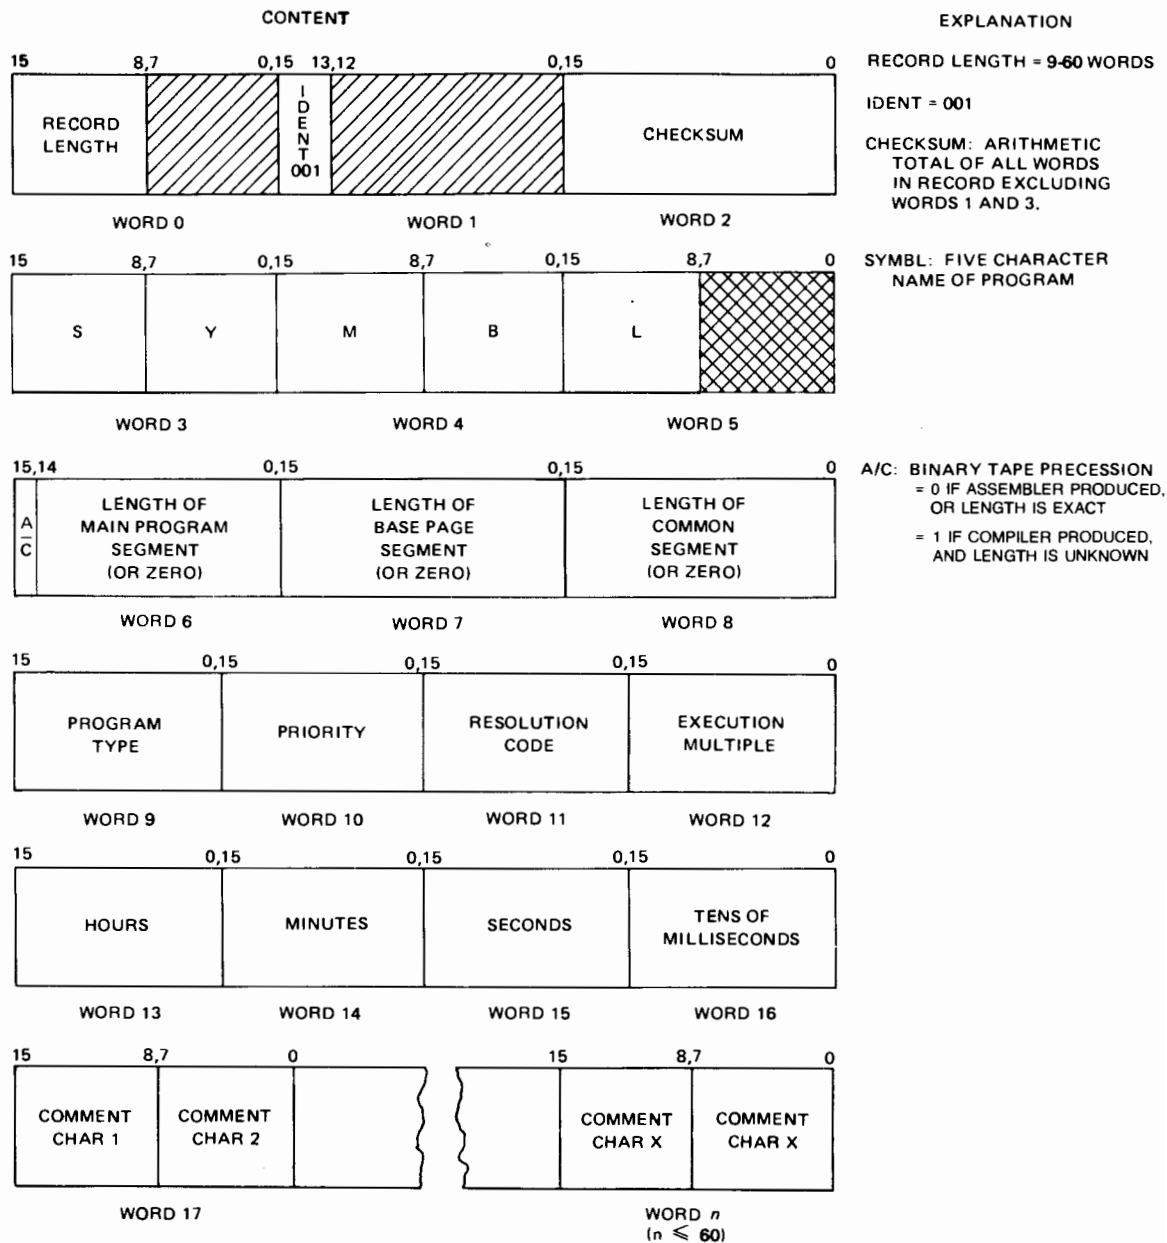 CONTENT
EXPLANATION
15 8,7 0,15 13,12 0,15 0
RECORD LENGTH = 9-60 WORDS
IDENT = 001
RECORD
LENGTH
IDENT
001
CHECKSUM
CHECKSUM: ARITHMETIC
TOTAL OF ALL WORDS
IN RECORD EXCLUDING
WORDS 1 AND 3.
WORD 0 WORD 1 WORD 2
15 8,7 0,15 8,7 0,15 8,7 0
SYMBL: FIVE CHARACTER
NAME OF PROGRAM
S Y M B L
WORD 3 WORD 4 WORD 5
15,14 0,15 0,15 0
A/C: BINARY TAPE PRECESSION
= 0 IF ASSEMBLER PRODUCED,
OR LENGTH IS EXACT
= 1 IF COMPILER PRODUCED,
AND LENGTH IS UNKNOWN
A
C
LENGTH OF
MAIN PROGRAM
SEGMENT
(OR ZERO)
LENGTH OF
BASE PAGE
SEGMENT
(OR ZERO)
LENGTH OF
COMMON
SEGMENT
(OR ZERO)
WORD 6 WORD 7 WORD 8
15 0,15 0,15 0,15 0
PROGRAM
TYPE
PRIORITY
RESOLUTION
CODE
EXECUTION
MULTIPLE
WORD 9 WORD 10 WORD 11 WORD 12
15 0,15 0,15 0,15 0
HOURS
MINUTES
SECONDS
TENS OF
MILLISECONDS
WORD 13 WORD 14 WORD 15 WORD 16
15 8,7 0 15 8,7 0
COMMENT
CHAR 1
COMMENT
CHAR 2
COMMENT
CHAR X
COMMENT
CHAR X
WORD 17
WORD n
(n ⩽ 60)